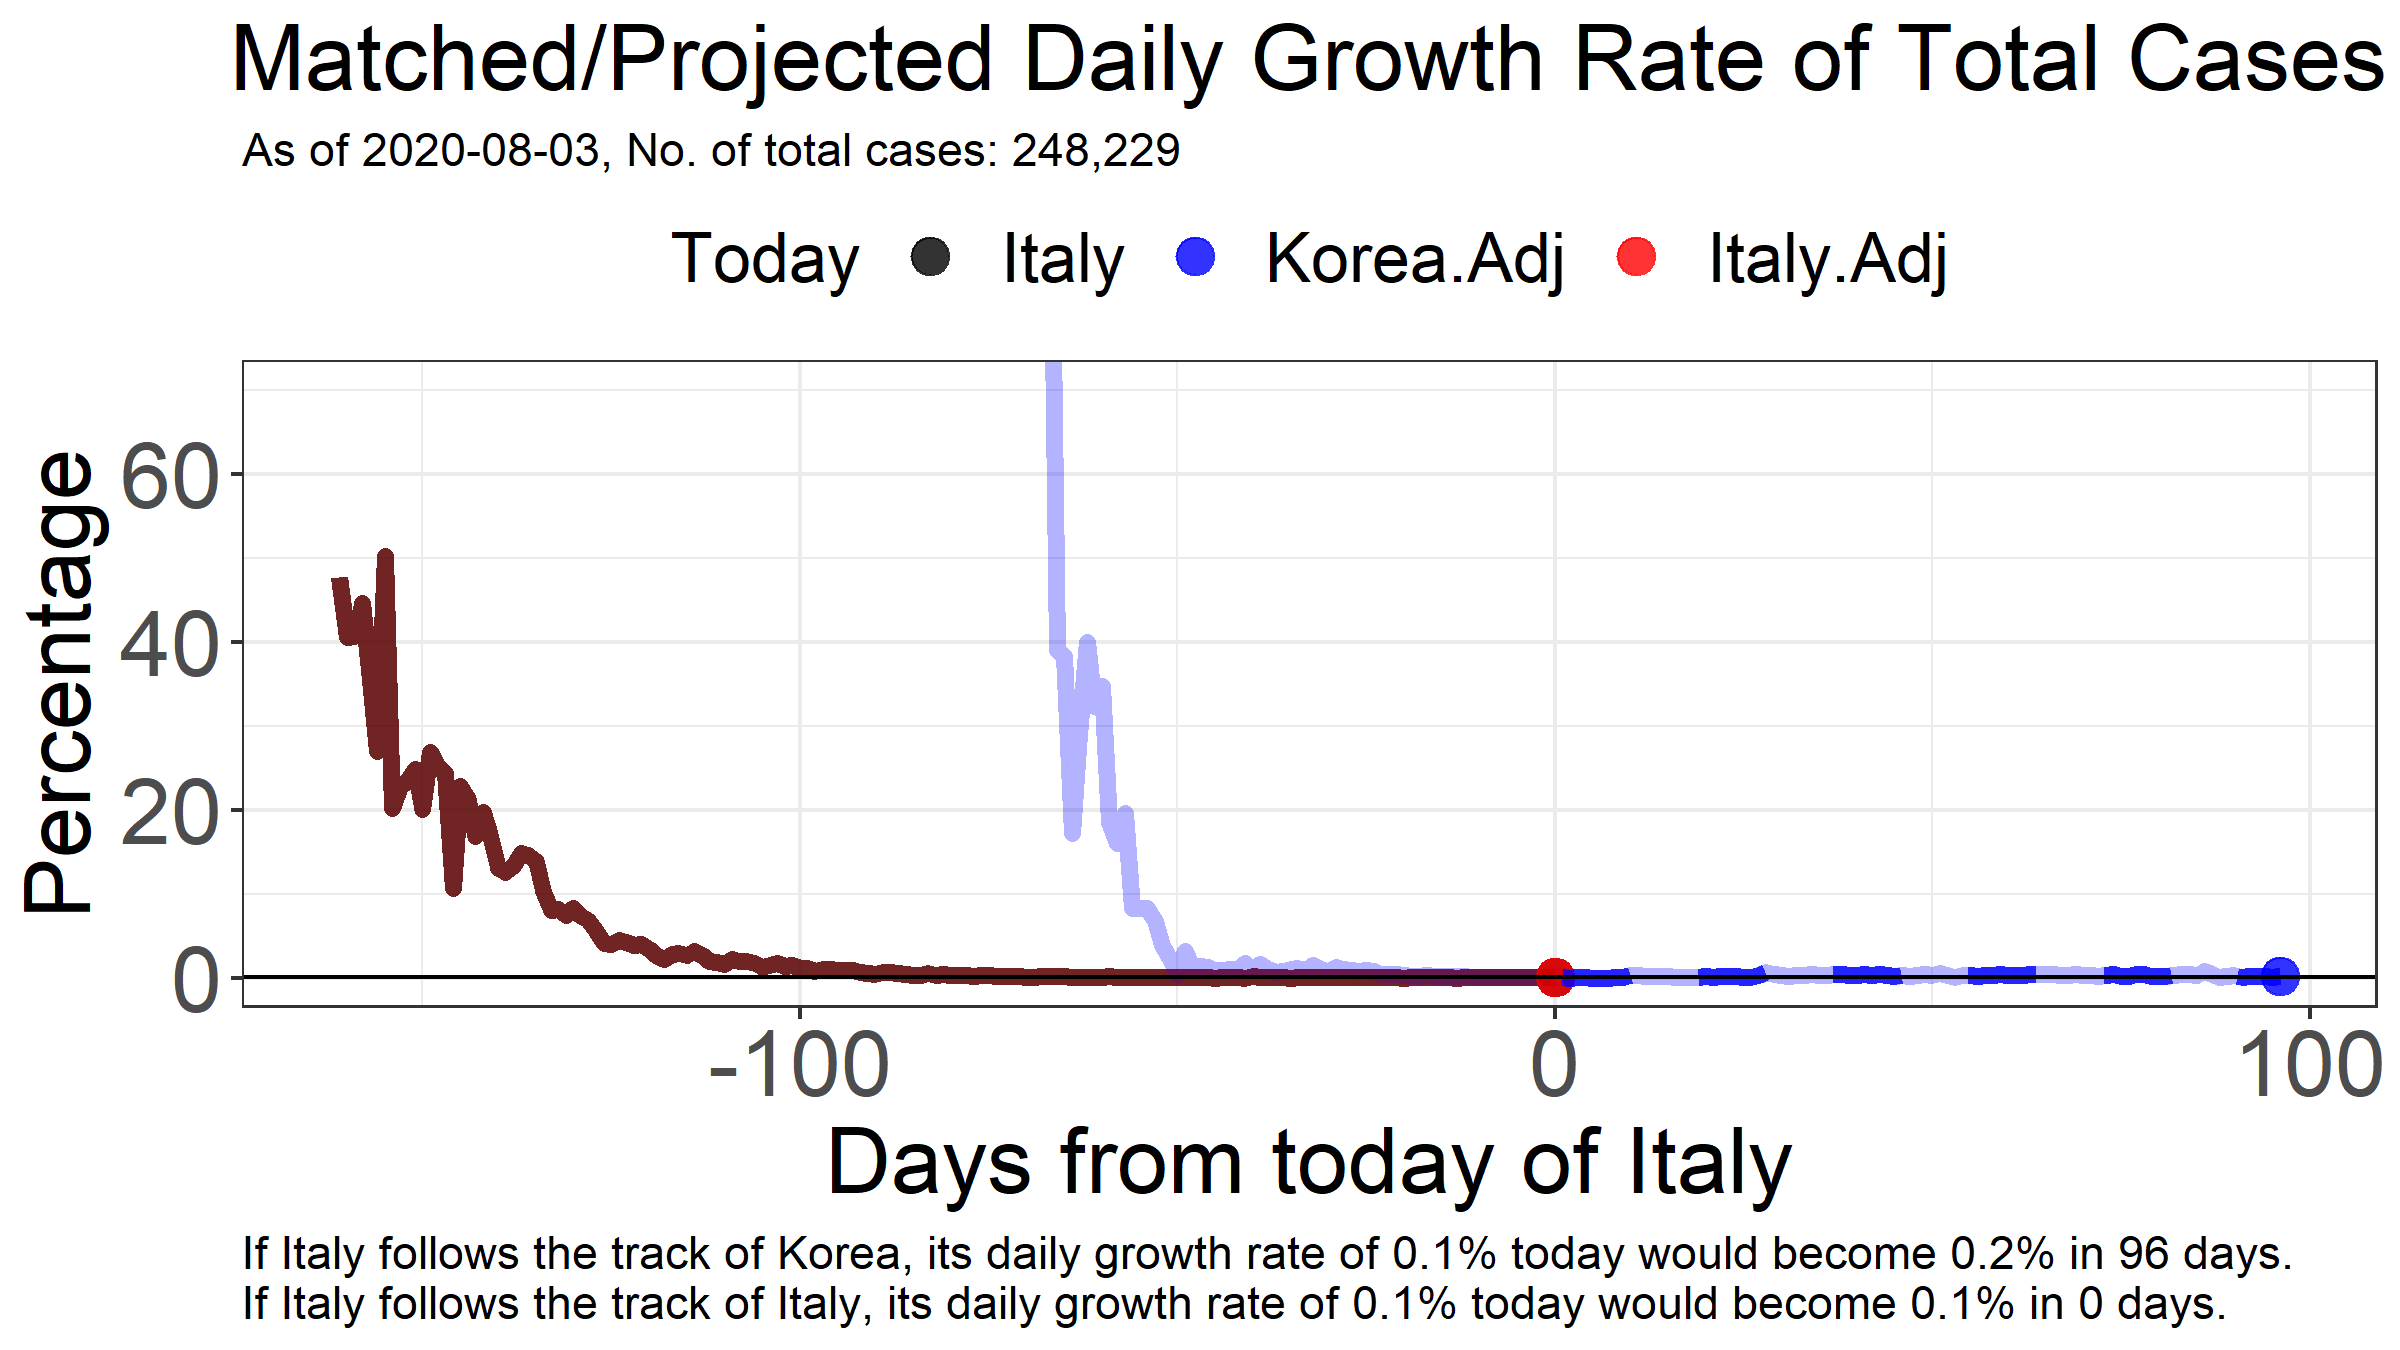 Matched/Projected Daily Growth Rate of Total Cases
As of 2020-08-03, No. of total cases: 248,229
Today Italy Korea.Adj Italy.Adj
Percentage
60
40
20
0
-100 0 100
Days from today of Italy
If Italy follows the track of Korea, its daily growth rate of 0.1% today would become 0.2% in 96 days.
If Italy follows the track of Italy, its daily growth rate of 0.1% today would become 0.1% in 0 days.